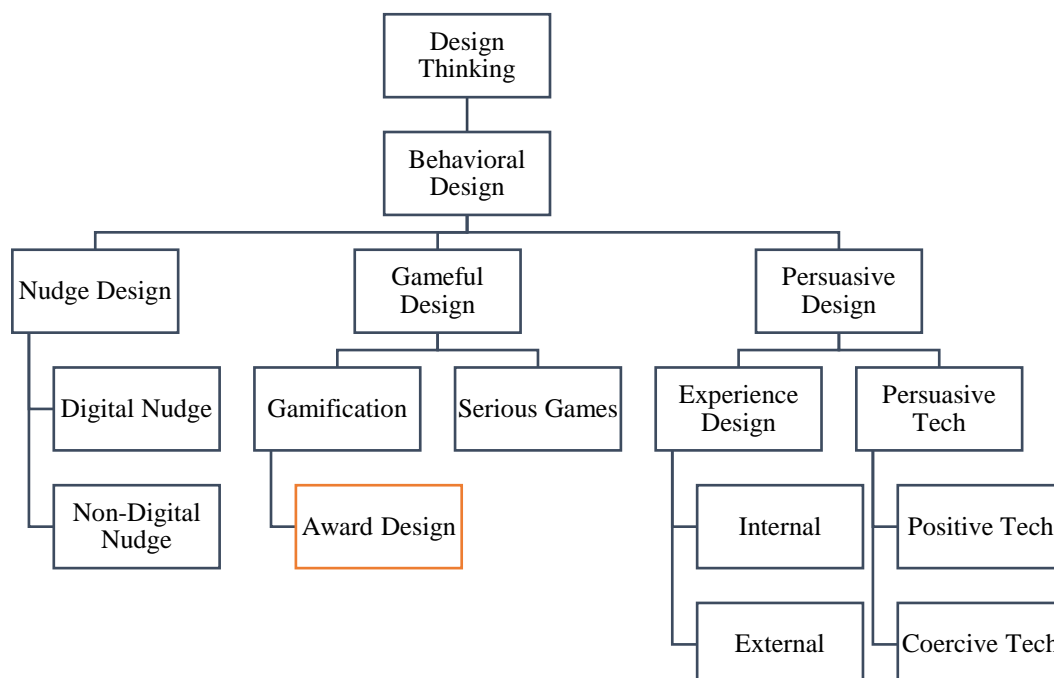 Design
Thinking
Behavioral
Design
Nudge Design
Gameful
Design
Persuasive
Design
Digital Nudge
Gamification
Serious Games
Experience
Design
Persuasive
Tech
Non-Digital
Nudge
Award Design
Internal
Positive Tech
External
Coercive Tech